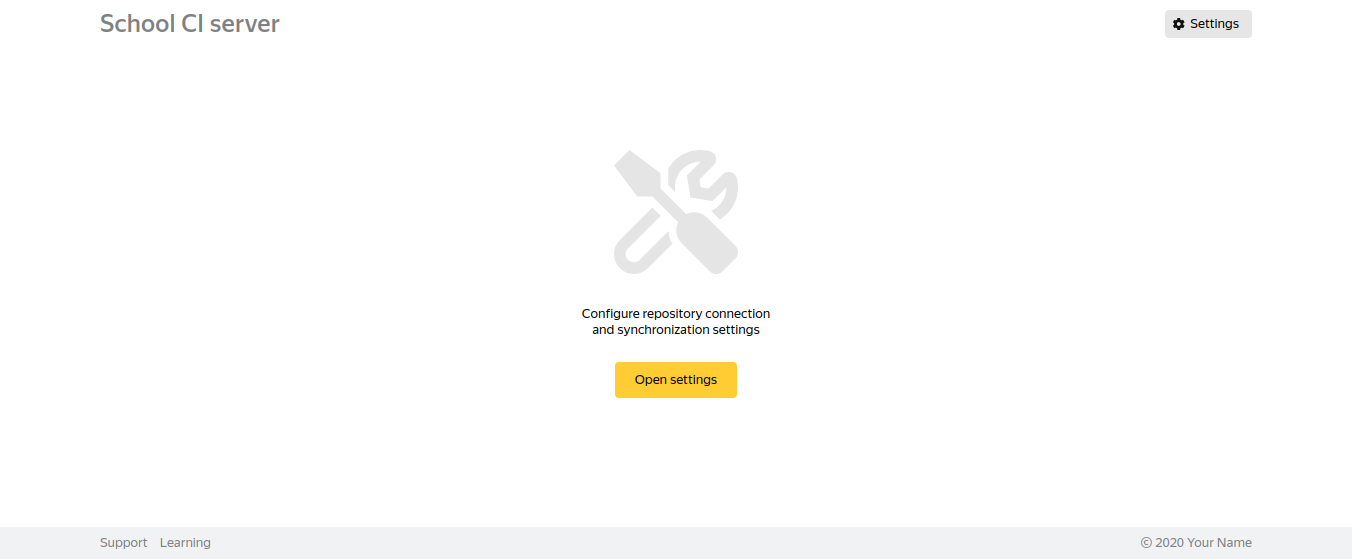 School CI server
Settings
Configure repository connection
and synchronization settings
Open settings
Support
Learning
© 2020 Your Name